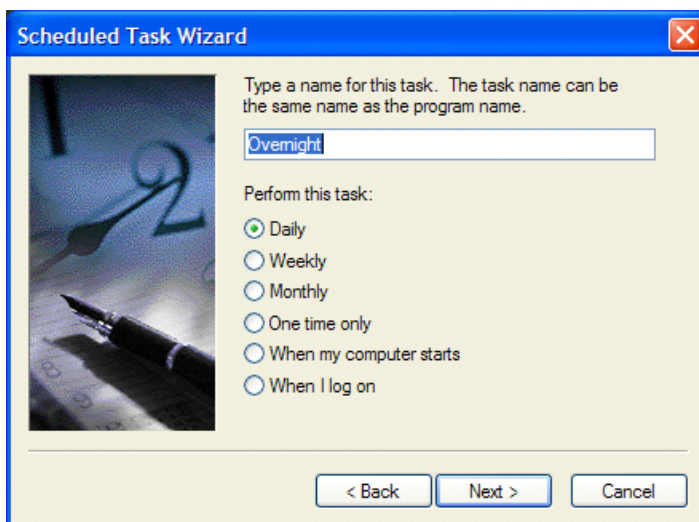 Scheduled Task Wizard
Type a name for this task. The task name can be
the same name as the program name.
Overnight
Perform this task:
Daily
Weekly
Monthly
One time only
When my computer starts
When I log on
< Back
Next >
Cancel